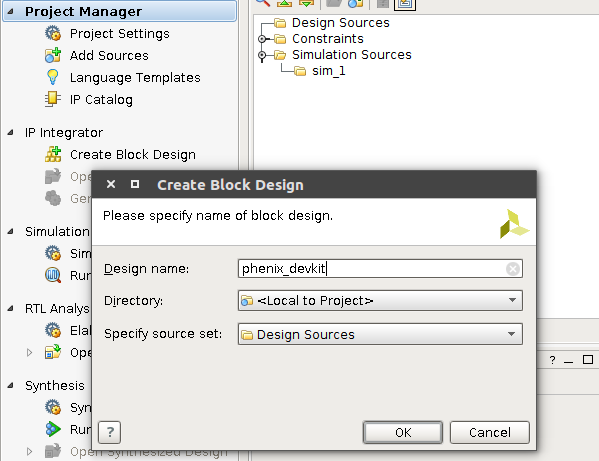 Project Manager
Project Settings
Add Sources
Language Templates
IP Catalog
IP Integrator
Create Block Design
Ope
Ger
Simulation
Sim
Run
RTL Analys
Elab
Ope
Synthesis
Syn
Run
Open Synthesized Design
Design Sources
Constraints
Simulation Sources
sim_1
Create Block Design
Please specify name of block design.
Design name: phenix_devkit
Directory: <Local to Project>
Specify source set: Design Sources
? OK Cancel
?